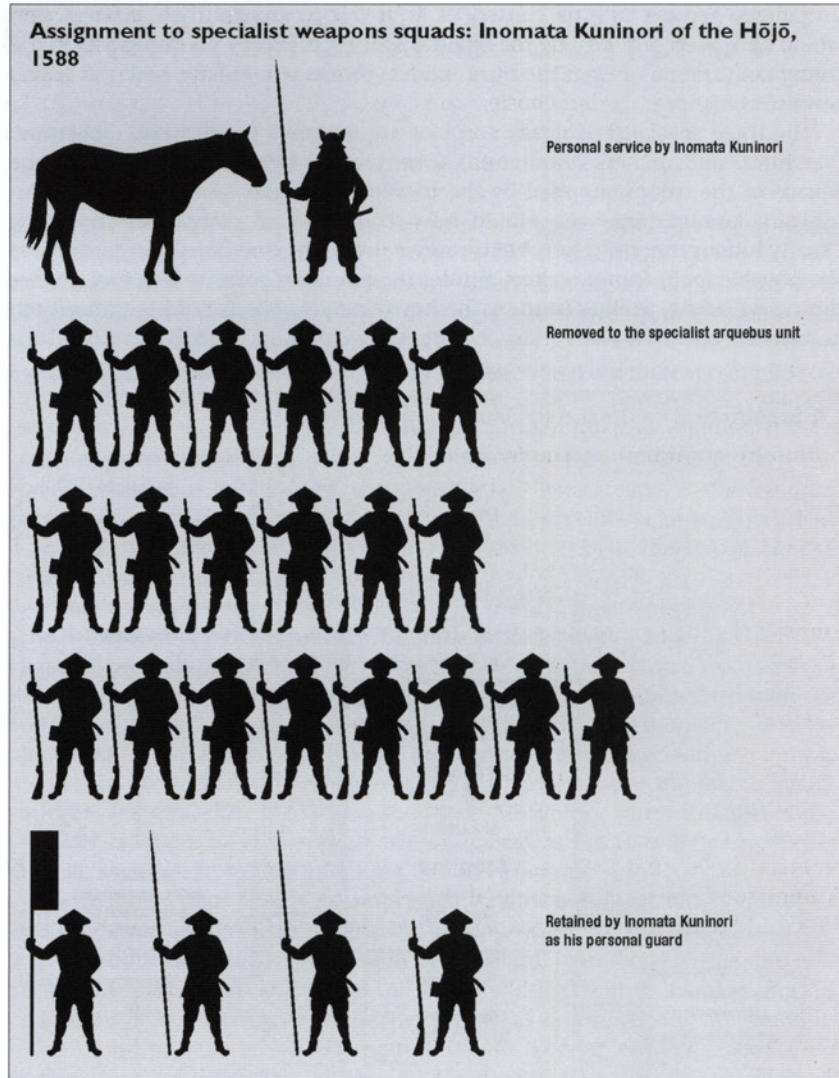 Assignment to specialist weapons squads: Inomata Kuninori of the Hōjō,
1588
Personal service by Inomata Kuninori
Removed to the specialist arquebus unit
Retained by Inomata Kuninori
as his personal guard